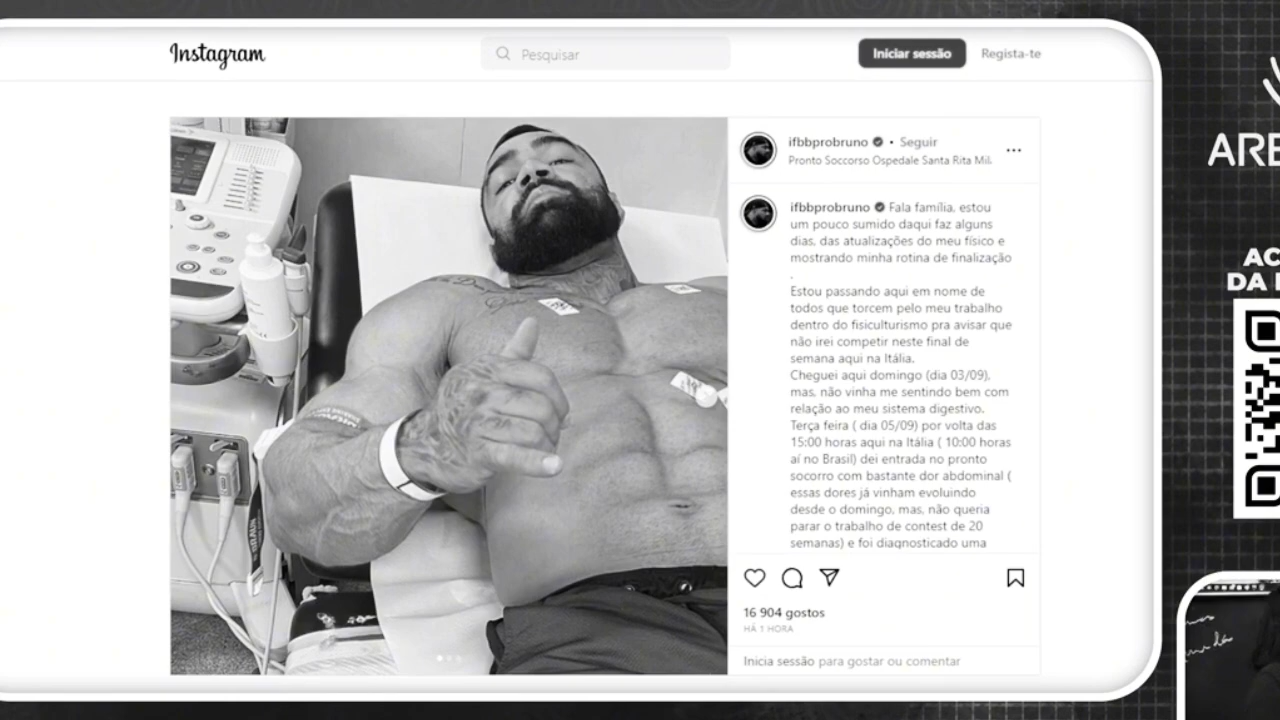 Instagram
Pesquisar
Iniciar sessão
Regista-te
ifbbprobruno • Seguir
Pronto Soccorso Ospedale Santa Rita Mil
ifbbprobruno Fala família, estou
um pouco sumido daqui faz alguns
dias, das atualizações do meu físico e
mostrando minha rotina de finalização
.
Estou passando aqui em nome de
todos que torcem pelo meu trabalho
dentro do fisiculturismo pra avisar que
não irei competir neste final de
semana aqui na Itália.
Cheguei aqui domingo (dia 03/09),
mas, não vinha me sentindo bem com
relação ao meu sistema digestivo.
Terça feira ( dia 05/09) por volta das
15:00 horas aqui na Itália ( 10:00 horas
aí no Brasil) dei entrada no pronto
socorro com bastante dor abdominal (
essas dores já vinham evoluindo
desde o domingo, mas, não queria
parar o trabalho de contest de 20
semanas) e foi diagnosticado uma
16 904 gostos
HÁ 1 HORA
Inicia sessão para gostar ou comentar
ARE
AC
DA
BRAUN